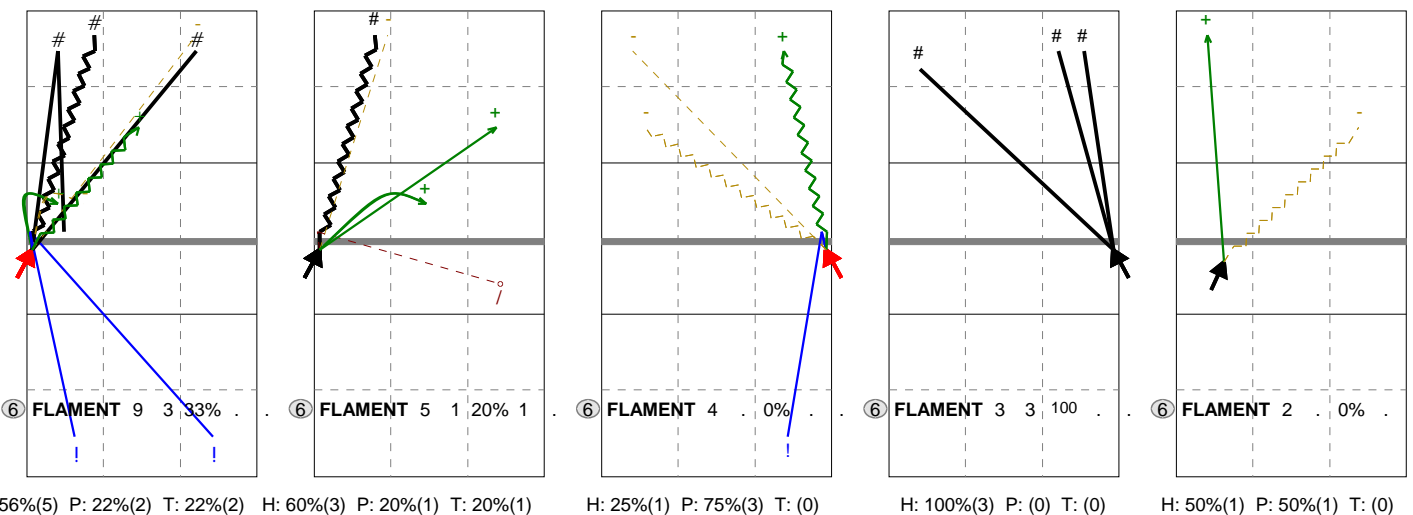 # # # -
+
+
! !
6 FLAMENT 9 3 33% . .
56%(5) P: 22%(2) T: 22%(2)
# -
+
+
6 FLAMENT 5 1 20% 1 .
H: 60%(3) P: 20%(1) T: 20%(1)
- +
-
!
6 FLAMENT 4 . 0% . .
H: 25%(1) P: 75%(3) T: (0)
# # #
6 FLAMENT 3 3 100 . .
H: 100%(3) P: (0) T: (0)
+
-
6 FLAMENT 2 . 0% .
H: 50%(1) P: 50%(1) T: (0)